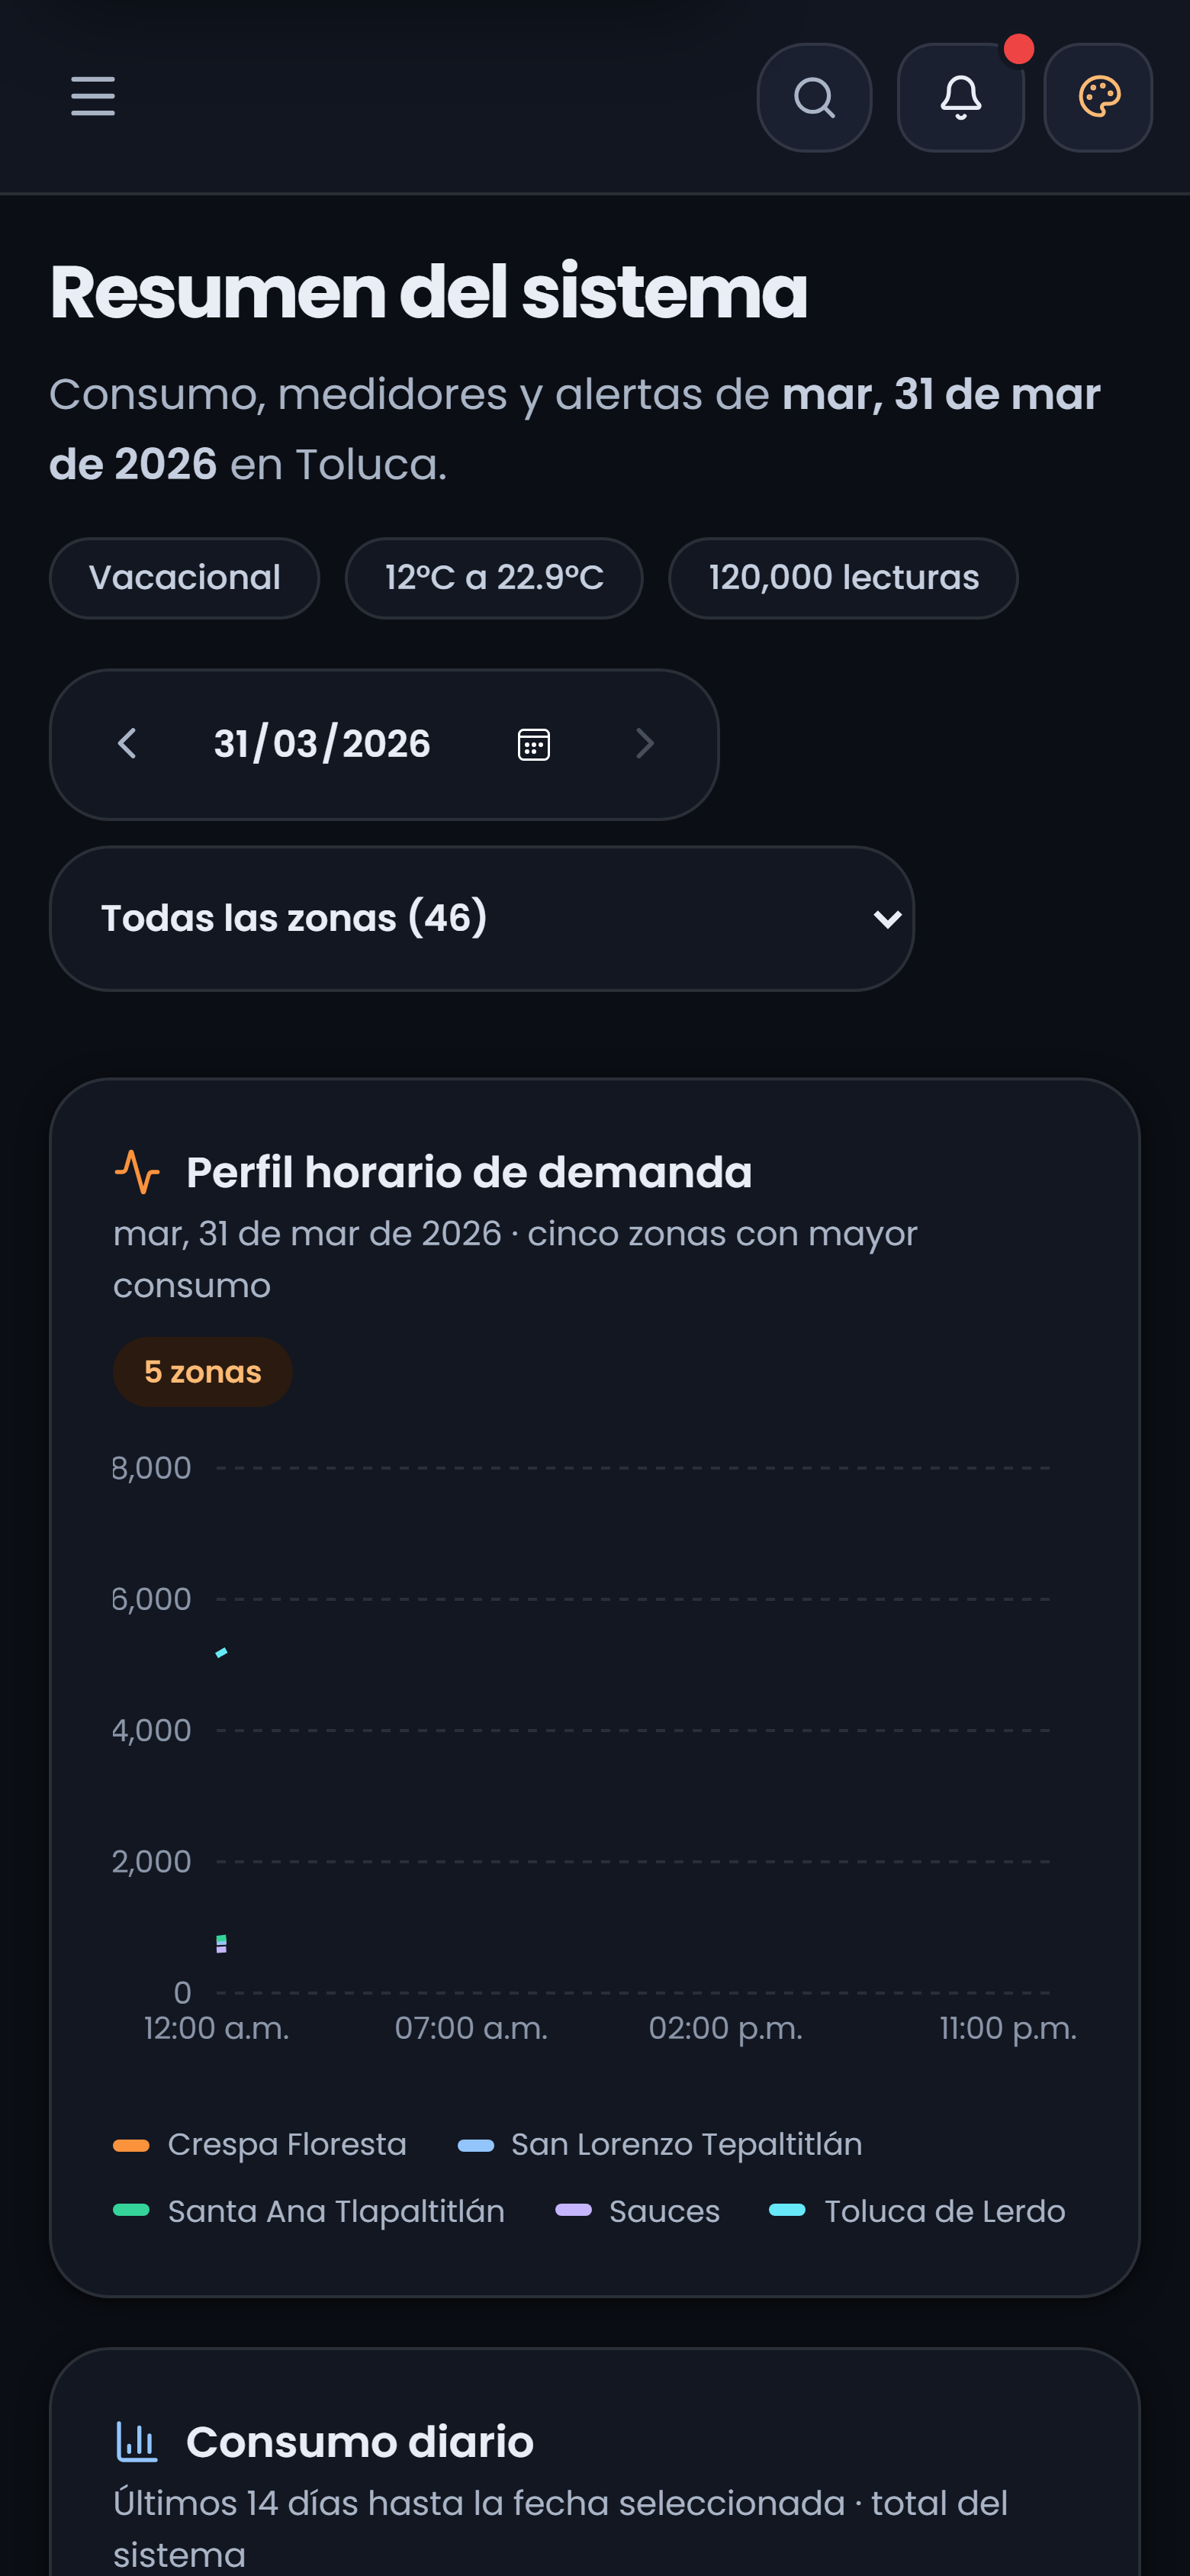 Resumen del sistema
Consumo, medidores y alertas de mar, 31 de mar
de 2026 en Toluca.
Vacacional
12°C a 22.9°C
120,000 lecturas
31/03/2026
Todas las zonas (46)
Perfil horario de demanda
mar, 31 de mar de 2026 · cinco zonas con mayor
consumo
5 zonas
8,000
6,000
4,000
2,000
0
12:00 a.m. 07:00 a.m. 02:00 p.m. 11:00 p.m.
Crespa Floresta San Lorenzo Tepaltitlán
Santa Ana Tlapaltitlán Sauces Toluca de Lerdo
Consumo diario
Últimos 14 días hasta la fecha seleccionada · total del
sistema